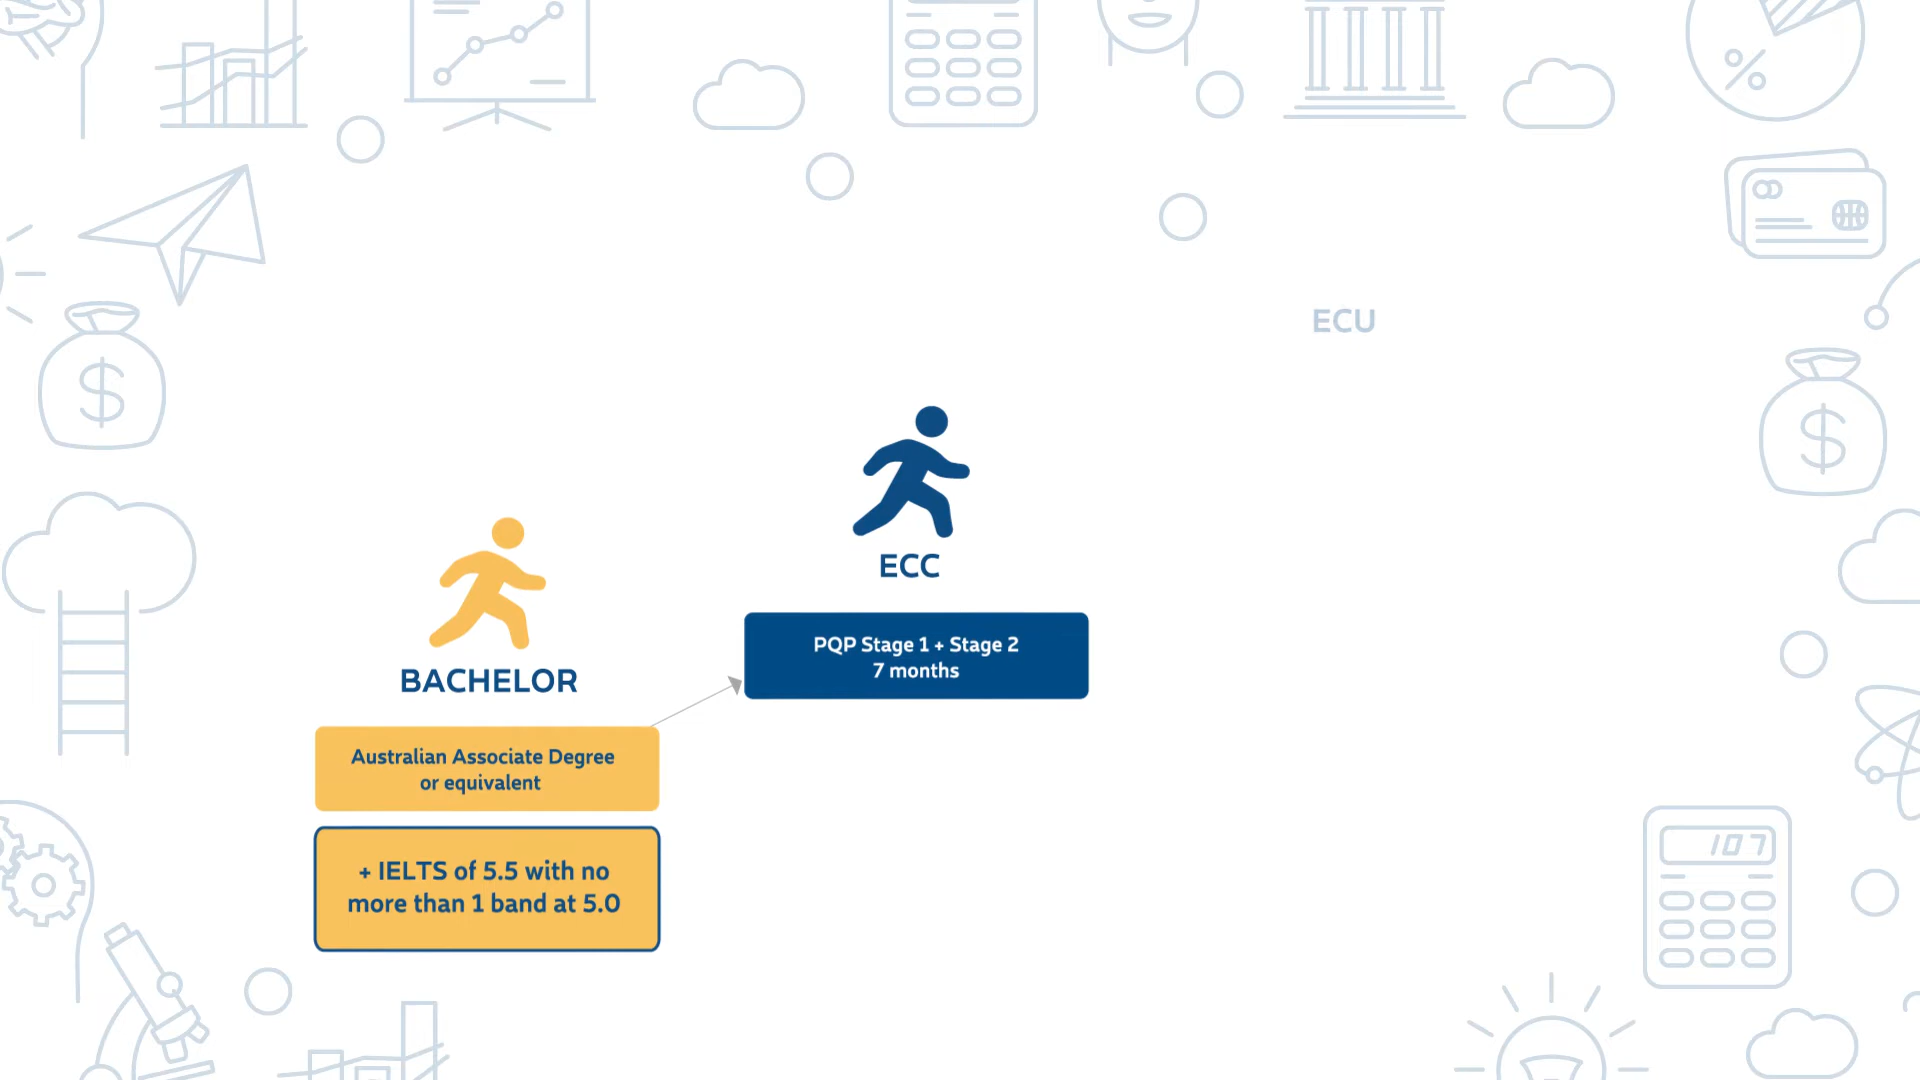 ECU
ECC
PQP Stage 1 + Stage 2
7 months
BACHELOR
Australian Associate Degree
or equivalent
+ IELTS of 5.5 with no
more than 1 band at 5.0
107